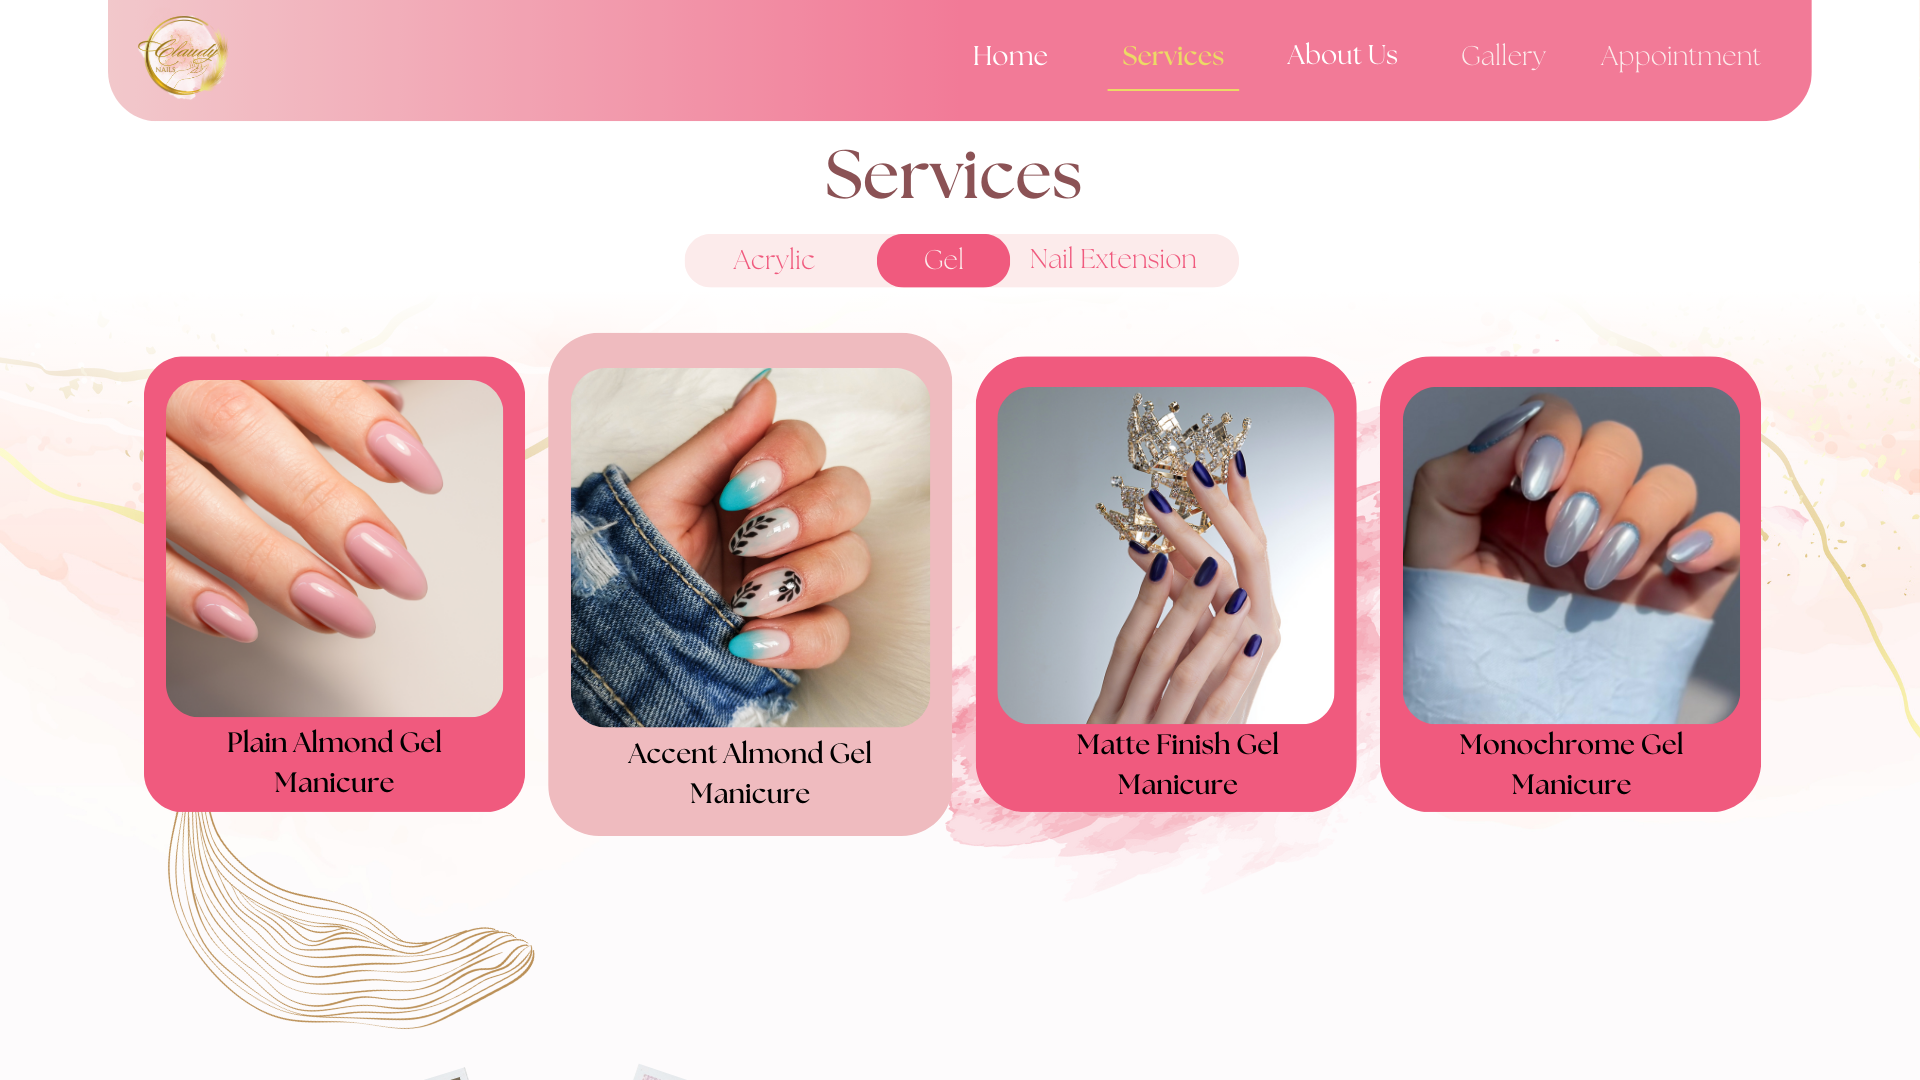 Claudy
NAILS
Home
Services
About Us
Gallery
Appointment
Services
Acrylic
Gel
Nail Extension
Plain Almond Gel
Manicure
Accent Almond Gel
Manicure
Matte Finish Gel
Manicure
Monochrome Gel
Manicure